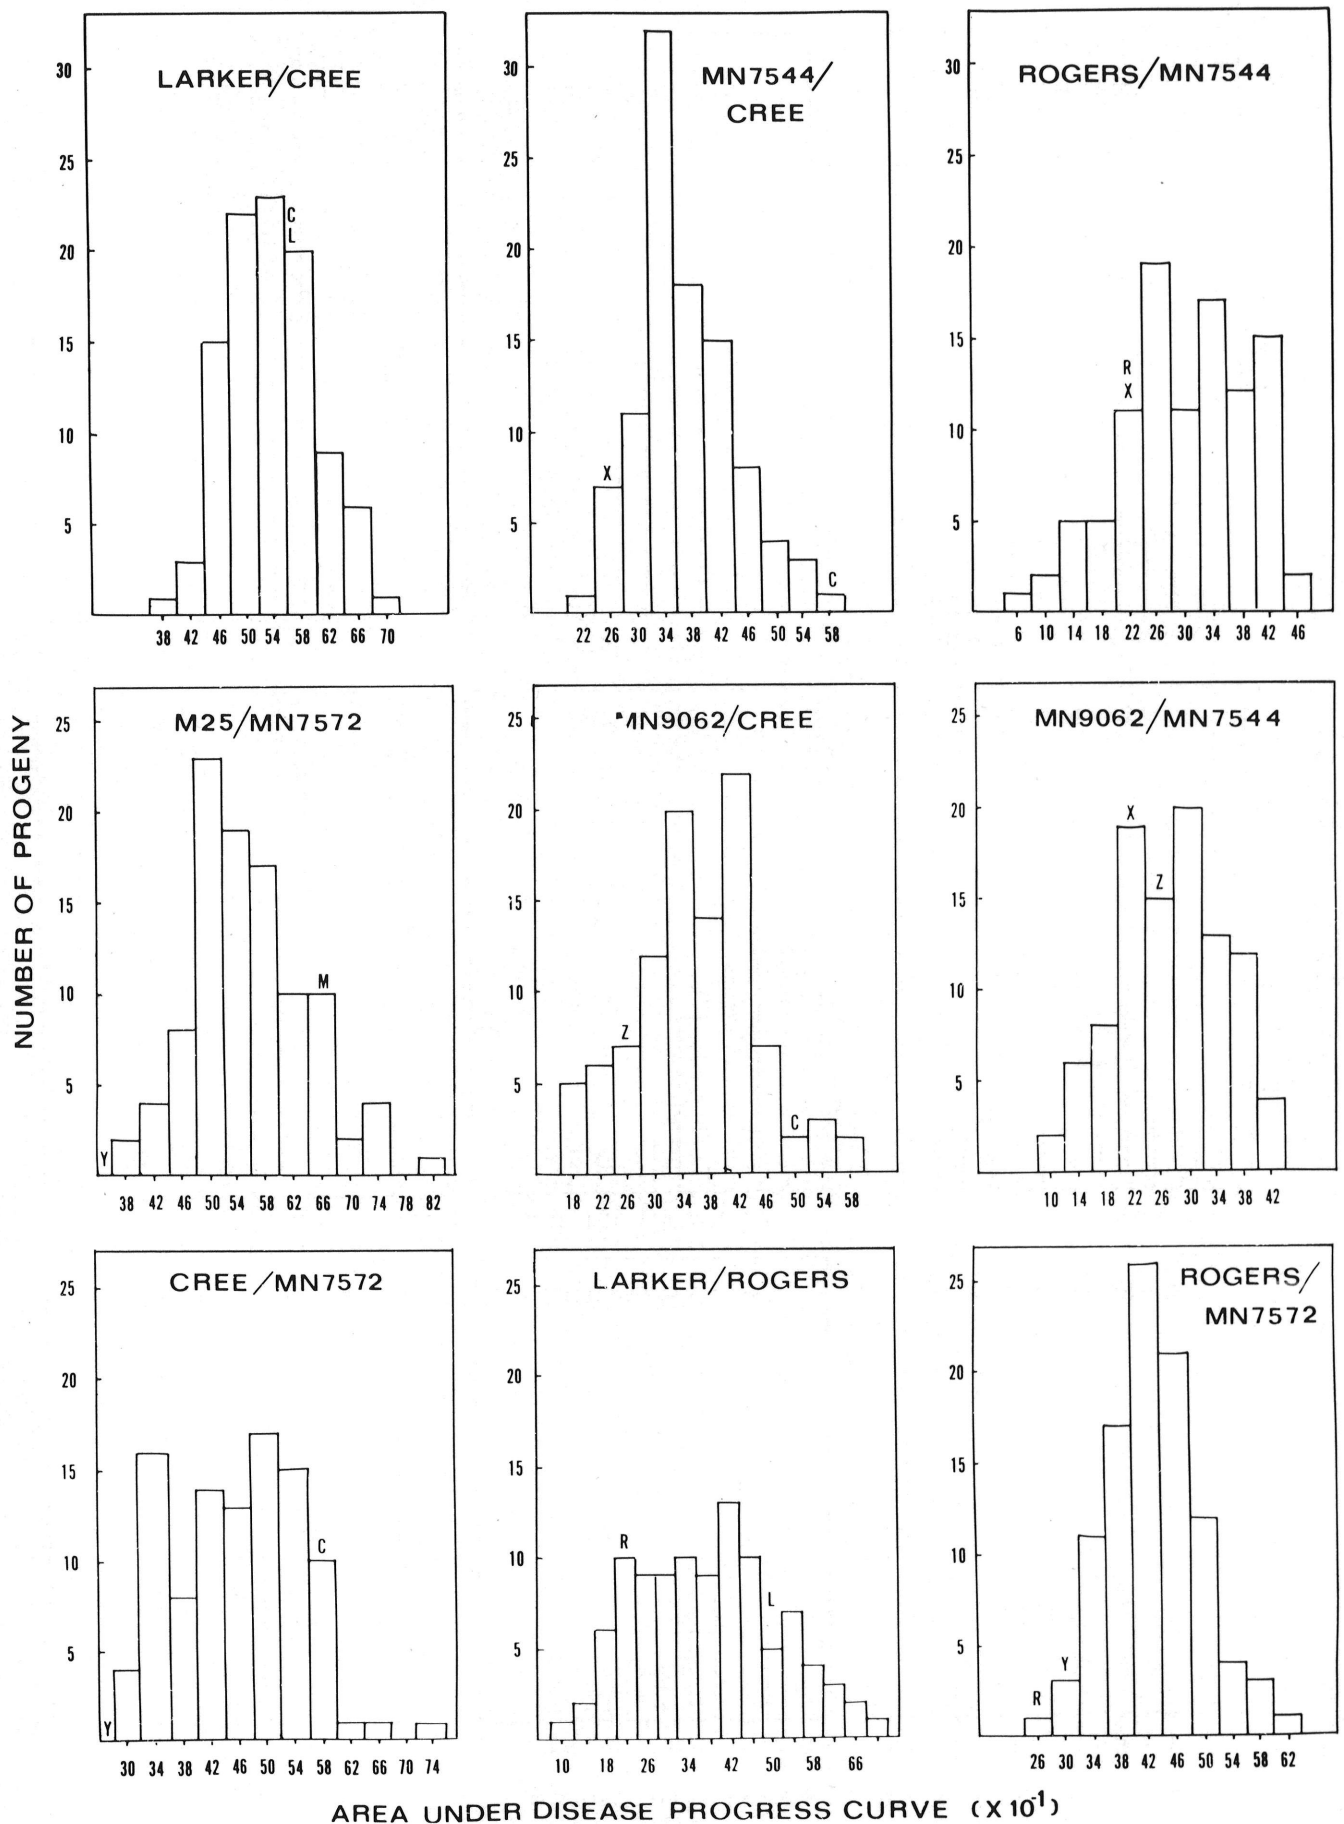 LARKER/CREE
30
25
20
15
10
5
C
L
38 42 46 50 54 58 62 66 70
MN7544/
CREE
30
25
20
15
10
5
X
C
22 26 30 34 38 42 46 50 54 58
ROGERS/MN7544
30
25
20
15
10
5
R
X
6 10 14 18 22 26 30 34 38 42 46
NUMBER OF PROGENY
M25/MN7572
25
20
15
10
5
M
Y
38 42 46 50 54 58 62 66 70 74 78 82
MN9062/CREE
25
20
15
10
5
Z
C
18 22 26 30 34 38 42 46 50 54 58
MN9062/MN7544
25
20
15
10
5
X
Z
10 14 18 22 26 30 34 38 42
CREE/MN7572
25
20
15
10
5
C
Y
30 34 38 42 46 50 54 58 62 66 70 74
LARKER/ROGERS
25
20
15
10
5
R
L
10 18 26 34 42 50 58 66
ROGERS/
MN7572
25
20
15
10
5
Y
R
26 30 34 38 42 46 50 54 58 62
AREA UNDER DISEASE PROGRESS CURVE (X10⁻¹)